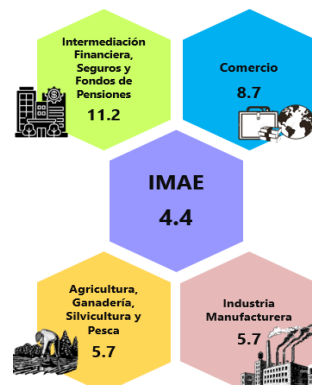 Intermediación
Financiera,
Seguros y
Fondos de
Pensiones
11.2
Comercio
8.7
IMAE
4.4
Agricultura,
Ganadería,
Silvicultura y
Pesca
5.7
Industria
Manufacturera
5.7